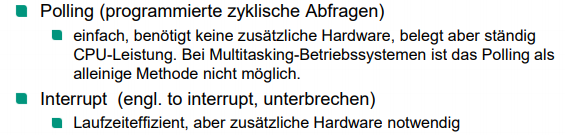 Polling (programmierte zyklische Abfragen)
einfach, benötigt keine zusätzliche Hardware, belegt aber ständig
CPU-Leistung. Bei Multitasking-Betriebssystemen ist das Polling als
alleinige Methode nicht möglich.
Interrupt (engl. to interrupt, unterbrechen)
Laufzeiteffizient, aber zusätzliche Hardware notwendig